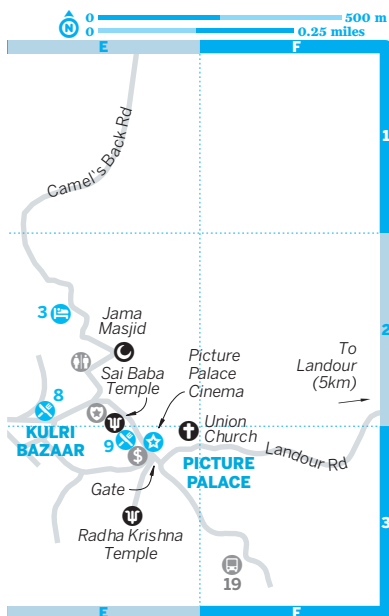 0 500 m
N
0 0.25 miles
E F
1
Camel's Back Rd
3
Jama
Masjid
2
Sai Baba
Temple
Picture
Palace
Cinema
To
Landour
(5km)
8
KULRI
BAZAAR
9
$
Union
Church
PICTURE
PALACE
Landour Rd
Gate
3
Radha Krishna
Temple
19
E F